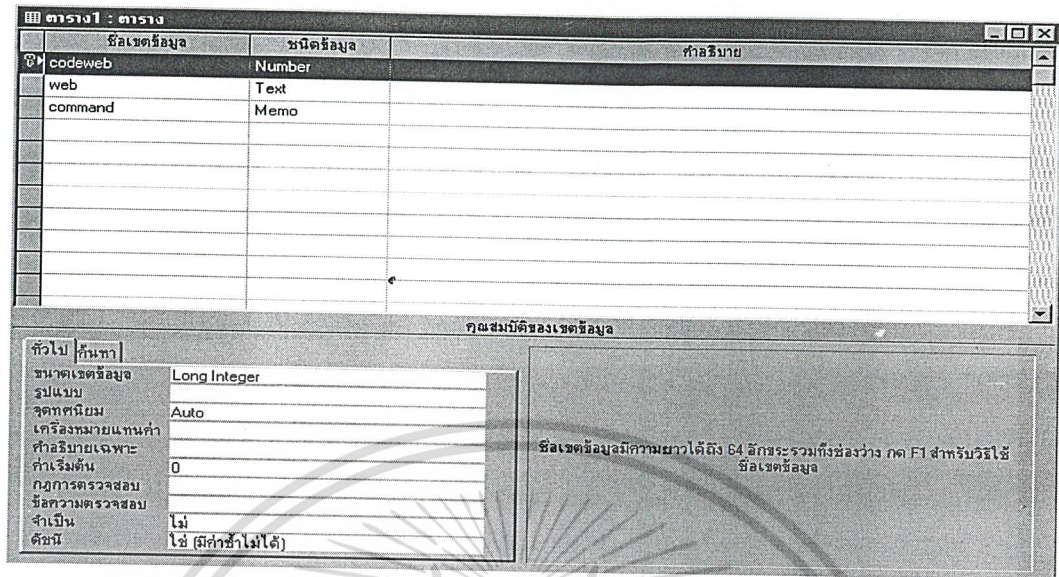 ตาราง1 : ตาราง
ชื่อเขตข้อมูล ชนิดข้อมูล คำอธิบาย
codeweb Number
web Text
command Memo
คุณสมบัติของเขตข้อมูล
ทั่วไป ค้นหา
ขนาดเขตข้อมูล Long Integer
รูปแบบ
จุดทศนิยม Auto
เครื่องหมายแทนค่า
คำอธิบายเฉพาะ
ค่าเริ่มต้น 0
กฎการตรวจสอบ
ข้อความตรวจสอบ
จำเป็น ไม่
ดัชนี ใช่ (มีค่าซ้ำไม่ได้)
ชื่อเขตข้อมูลมีความยาวได้ถึง 64 อักขระรวมทั้งช่องว่าง กด F1 สำหรับวิธีใช้
ชื่อเขตข้อมูล